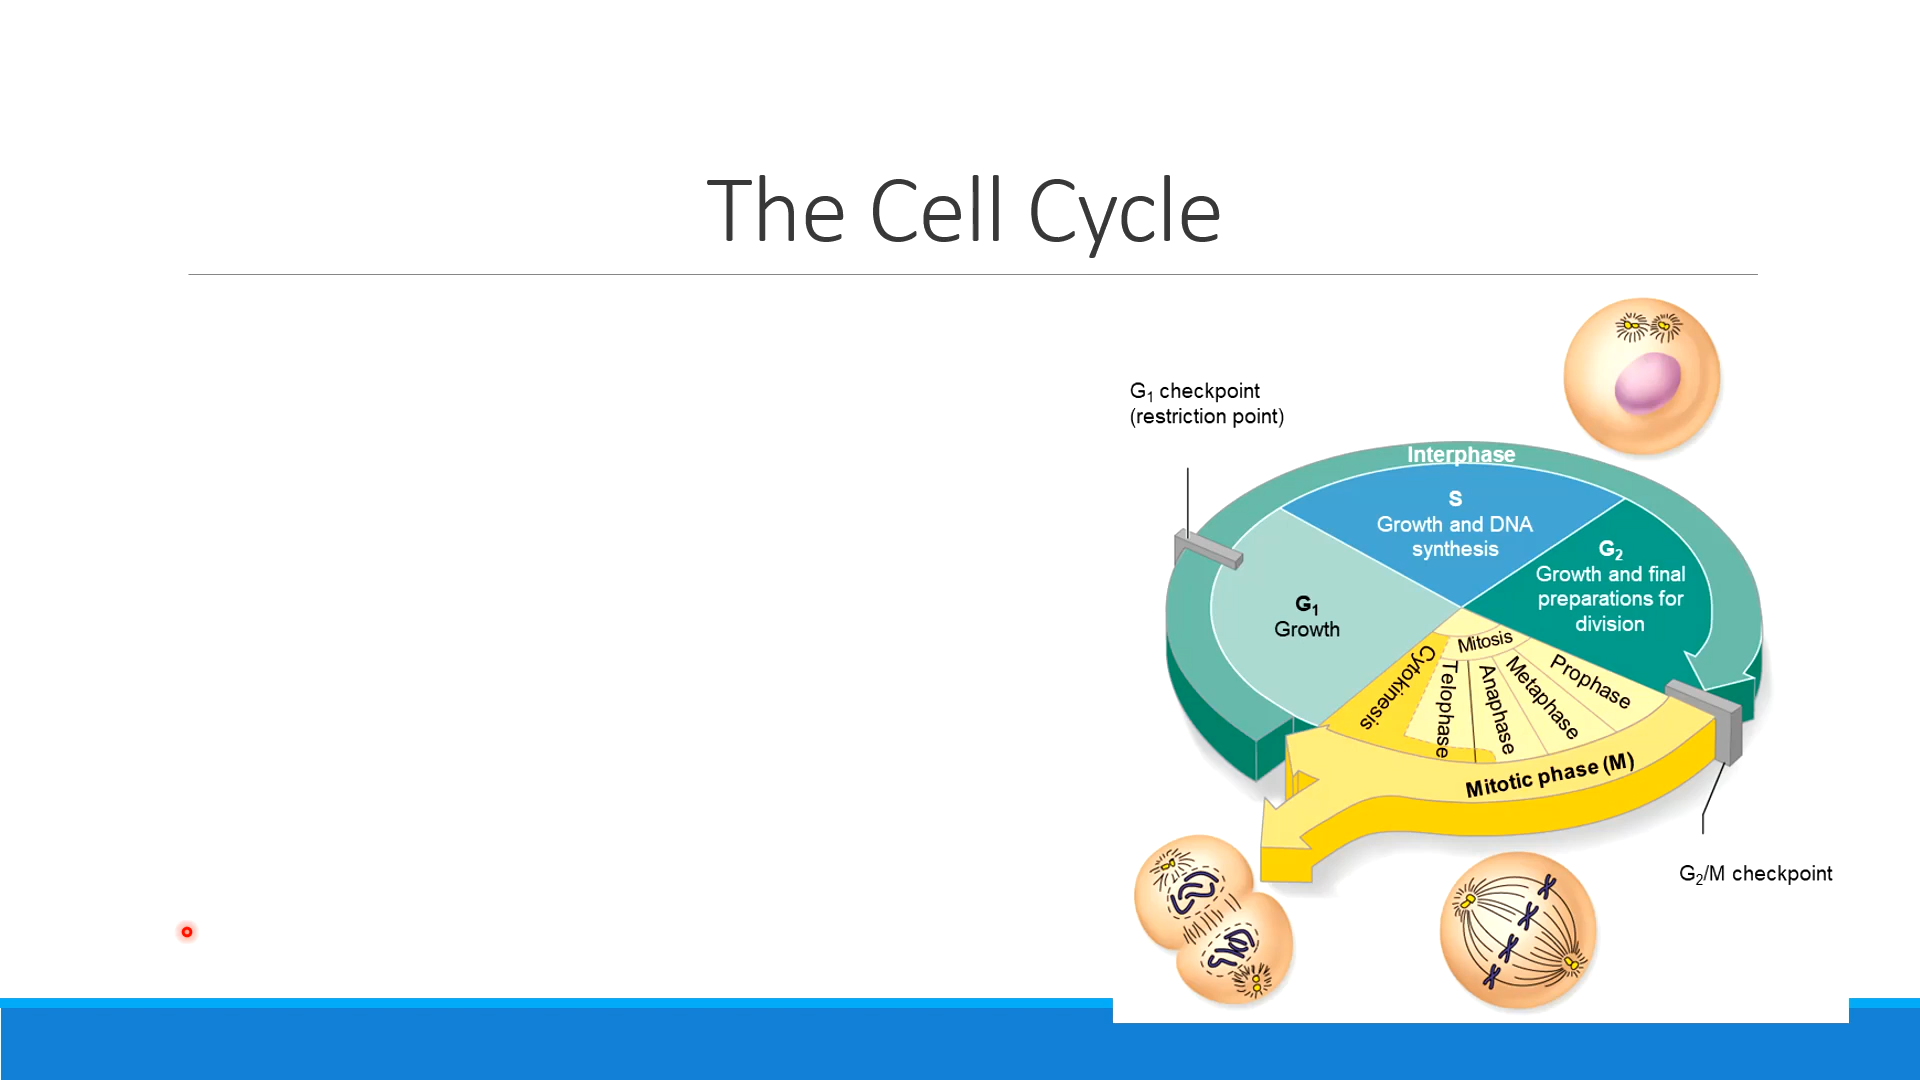 The Cell Cycle
G₁ checkpoint
(restriction point)
Interphase
S
Growth and DNA
synthesis
G₂
Growth and final
preparations for
division
G₁
Growth
Mitosis
Cytokinesis
Telophase
Anaphase
Metaphase
Prophase
Mitotic phase (M)
G₂/M checkpoint